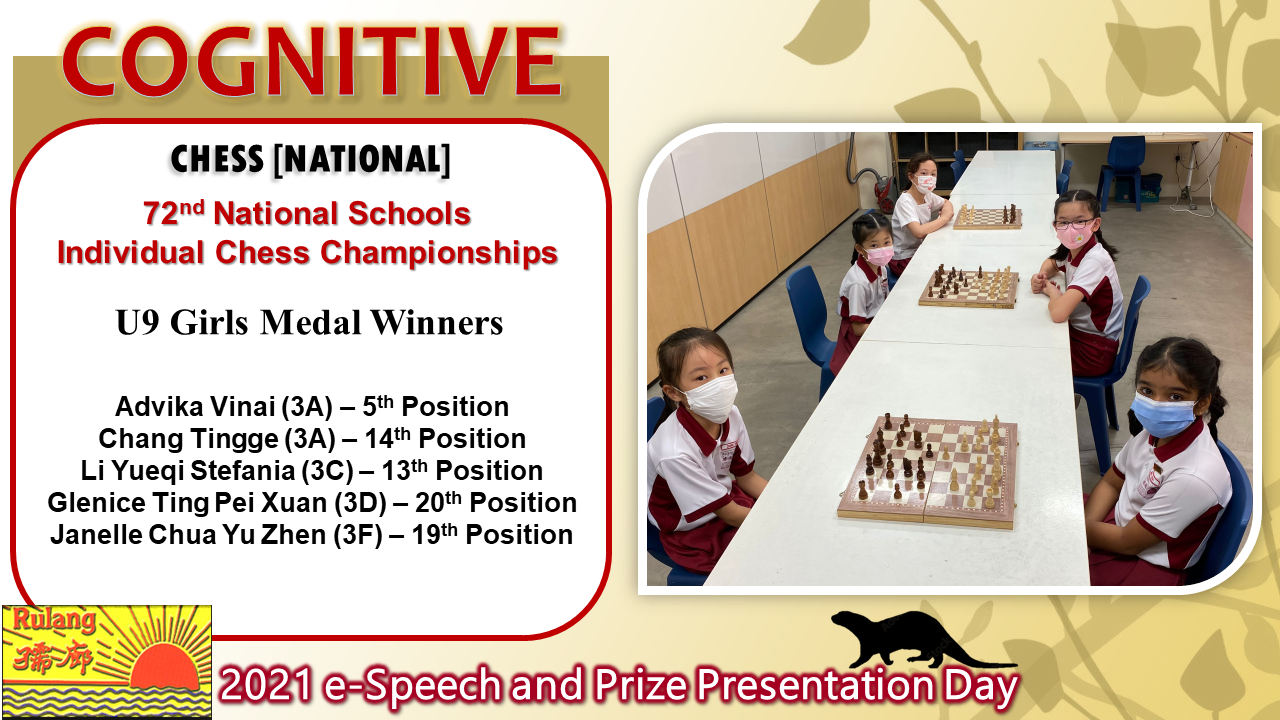 COGNITIVE
CHESS [NATIONAL]
72nd National Schools
Individual Chess Championships
U9 Girls Medal Winners
Advika Vinai (3A) – 5th Position
Chang Tingge (3A) – 14th Position
Li Yueqi Stefania (3C) – 13th Position
Glenice Ting Pei Xuan (3D) – 20th Position
Janelle Chua Yu Zhen (3F) – 19th Position
Rulang
孺廊
2021 e-Speech and Prize Presentation Day